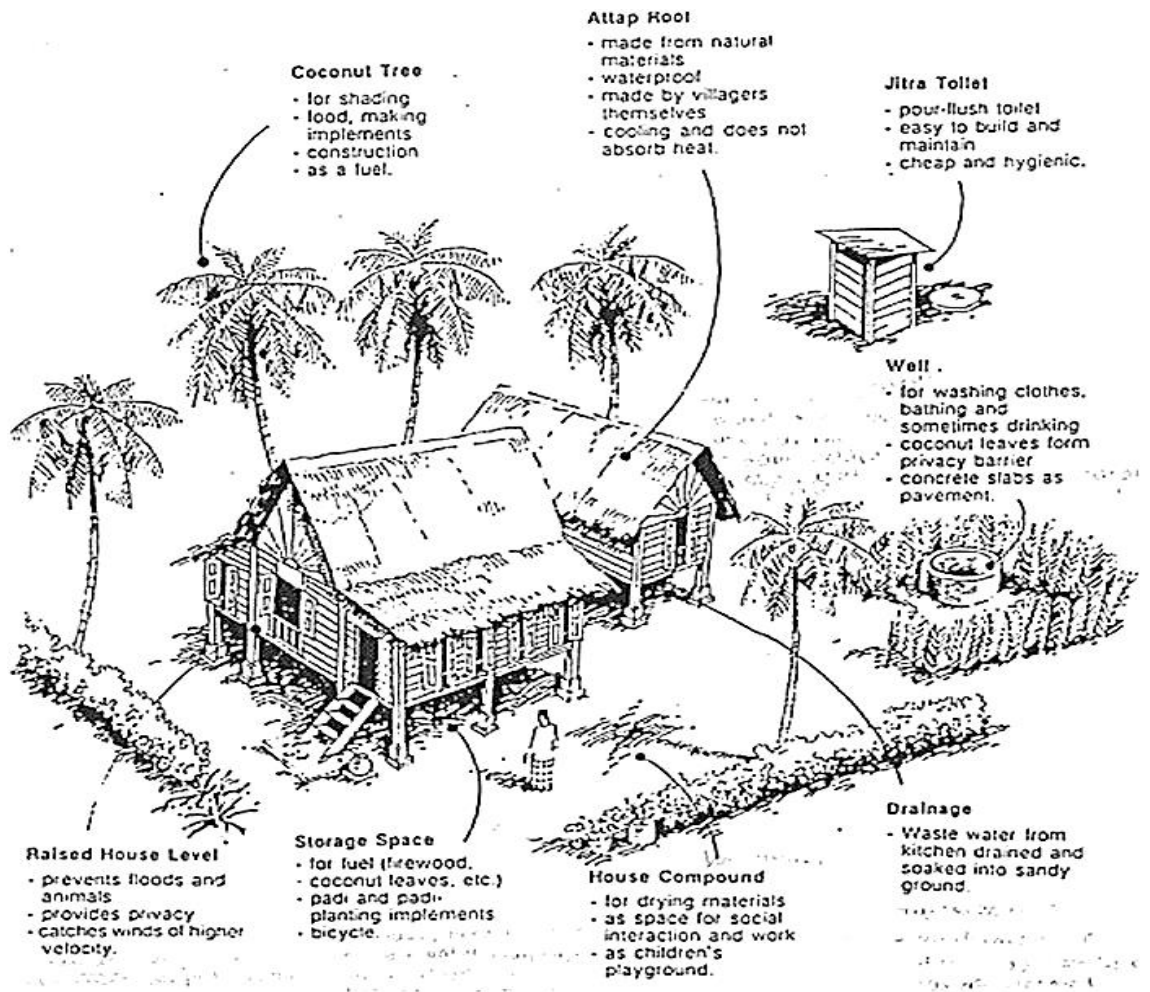 Attap Roof
- made from natural
materials
- waterproof
- made by villagers
themselves
- cooling and does not
absorb heat.
Coconut Tree
- for shading
- food, making
implements
- construction
- as a fuel.
Jitra Toilet
- pour-flush toilet
- easy to build and
maintain
- cheap and hygienic.
Well
- for washing clothes,
bathing and
sometimes drinking
- coconut leaves form
privacy barrier
- concrete slabs as
pavement.
Raised House Level
- prevents floods and
animals
- provides privacy
- catches winds of higher
velocity.
Storage Space
- for fuel (firewood,
- coconut leaves, etc.)
- padi and padi-
planting implements
- bicycle.
House Compound
- for drying materials
- as space for social
interaction and work
- as children's
playground.
Drainage
- Waste water from
kitchen drained and
soaked into sandy
ground.